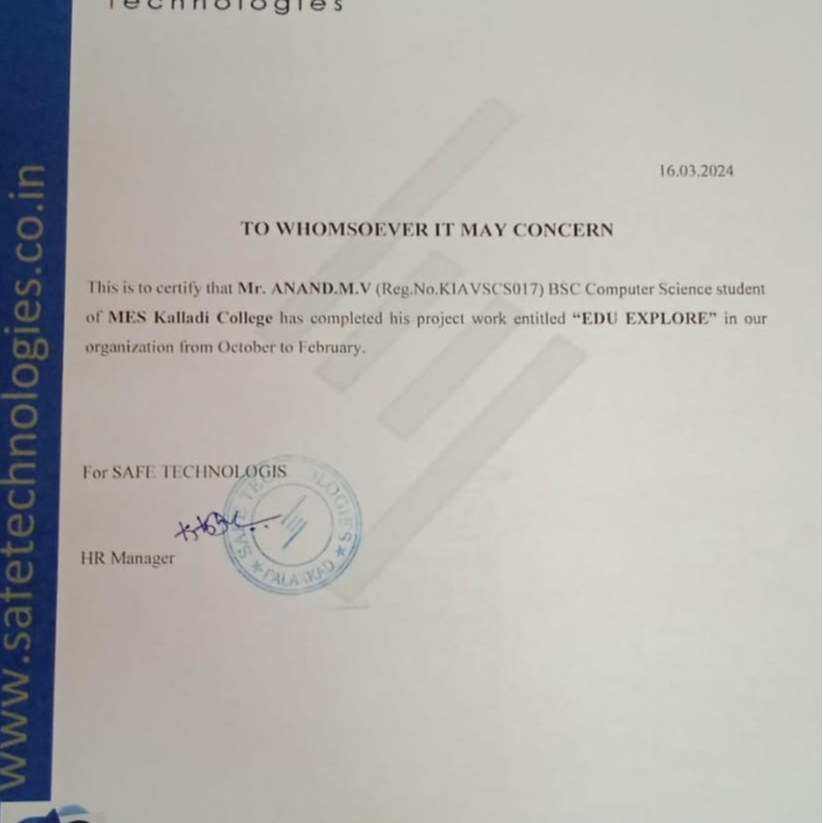 Technologies
16.03.2024
TO WHOMSOEVER IT MAY CONCERN
This is to certify that Mr. ANAND.M.V (Reg.No.KIAVSCS017) BSC Computer Science student
of MES Kalladi College has completed his project work entitled “EDU EXPLORE” in our
organization from October to February.
For SAFE TECHNOLOGIS
HR Manager
SAFE TECHNOLOGIES
★ PALAKKAD ★
www.safetechnologies.co.in